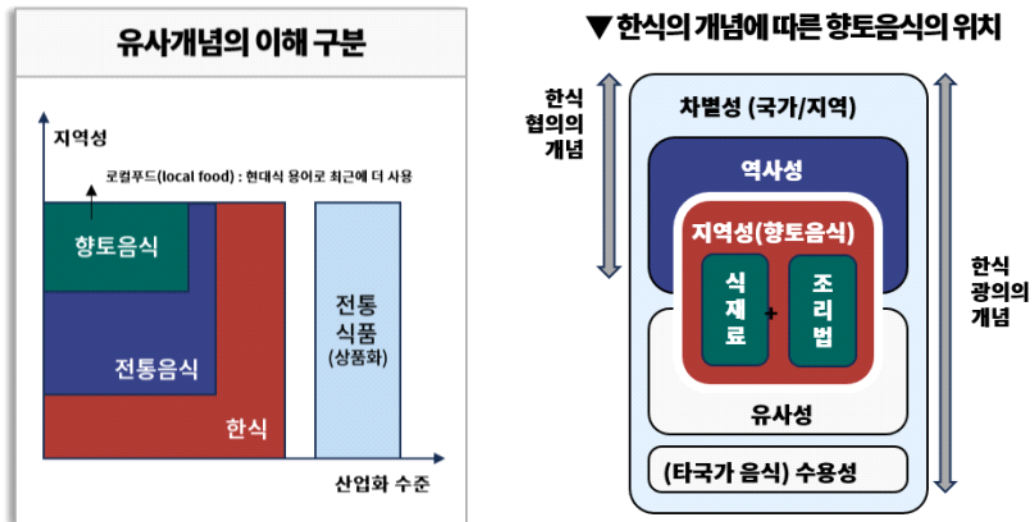 유사개념의 이해 구분
지역성
로컬푸드(local food) : 현대식 용어로 최근에 더 사용
향토음식
전통음식
한식
전통
식품
(상품화)
산업화 수준
▼ 한식의 개념에 따른 향토음식의 위치
한식
협의의
개념
차별성 (국가/지역)
역사성
지역성(향토음식)
식
재
료
+
조
리
법
유사성
(타국가 음식) 수용성
한식
광의의
개념